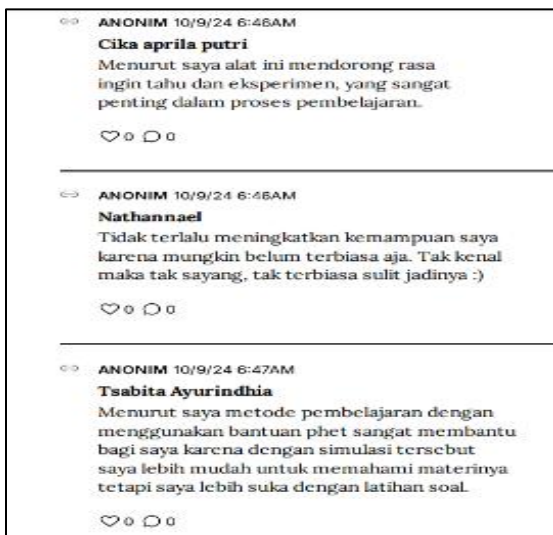 ANONIM 10/9/24 6:46AM
Cika aprila putri
Menurut saya alat ini mendorong rasa
ingin tahu dan eksperimen, yang sangat
penting dalam proses pembelajaran.
0 0
ANONIM 10/9/24 6:46AM
Nathannael
Tidak terlalu meningkatkan kemampuan saya
karena mungkin belum terbiasa aja. Tak kenal
maka tak sayang, tak terbiasa sulit jadinya :)
0 0
ANONIM 10/9/24 6:47AM
Tsabita Ayurindhia
Menurut saya metode pembelajaran dengan
menggunakan bantuan phet sangat membantu
bagi saya karena dengan simulasi tersebut
saya lebih mudah untuk memahami materinya
tetapi saya lebih suka dengan latihan soal.
0 0